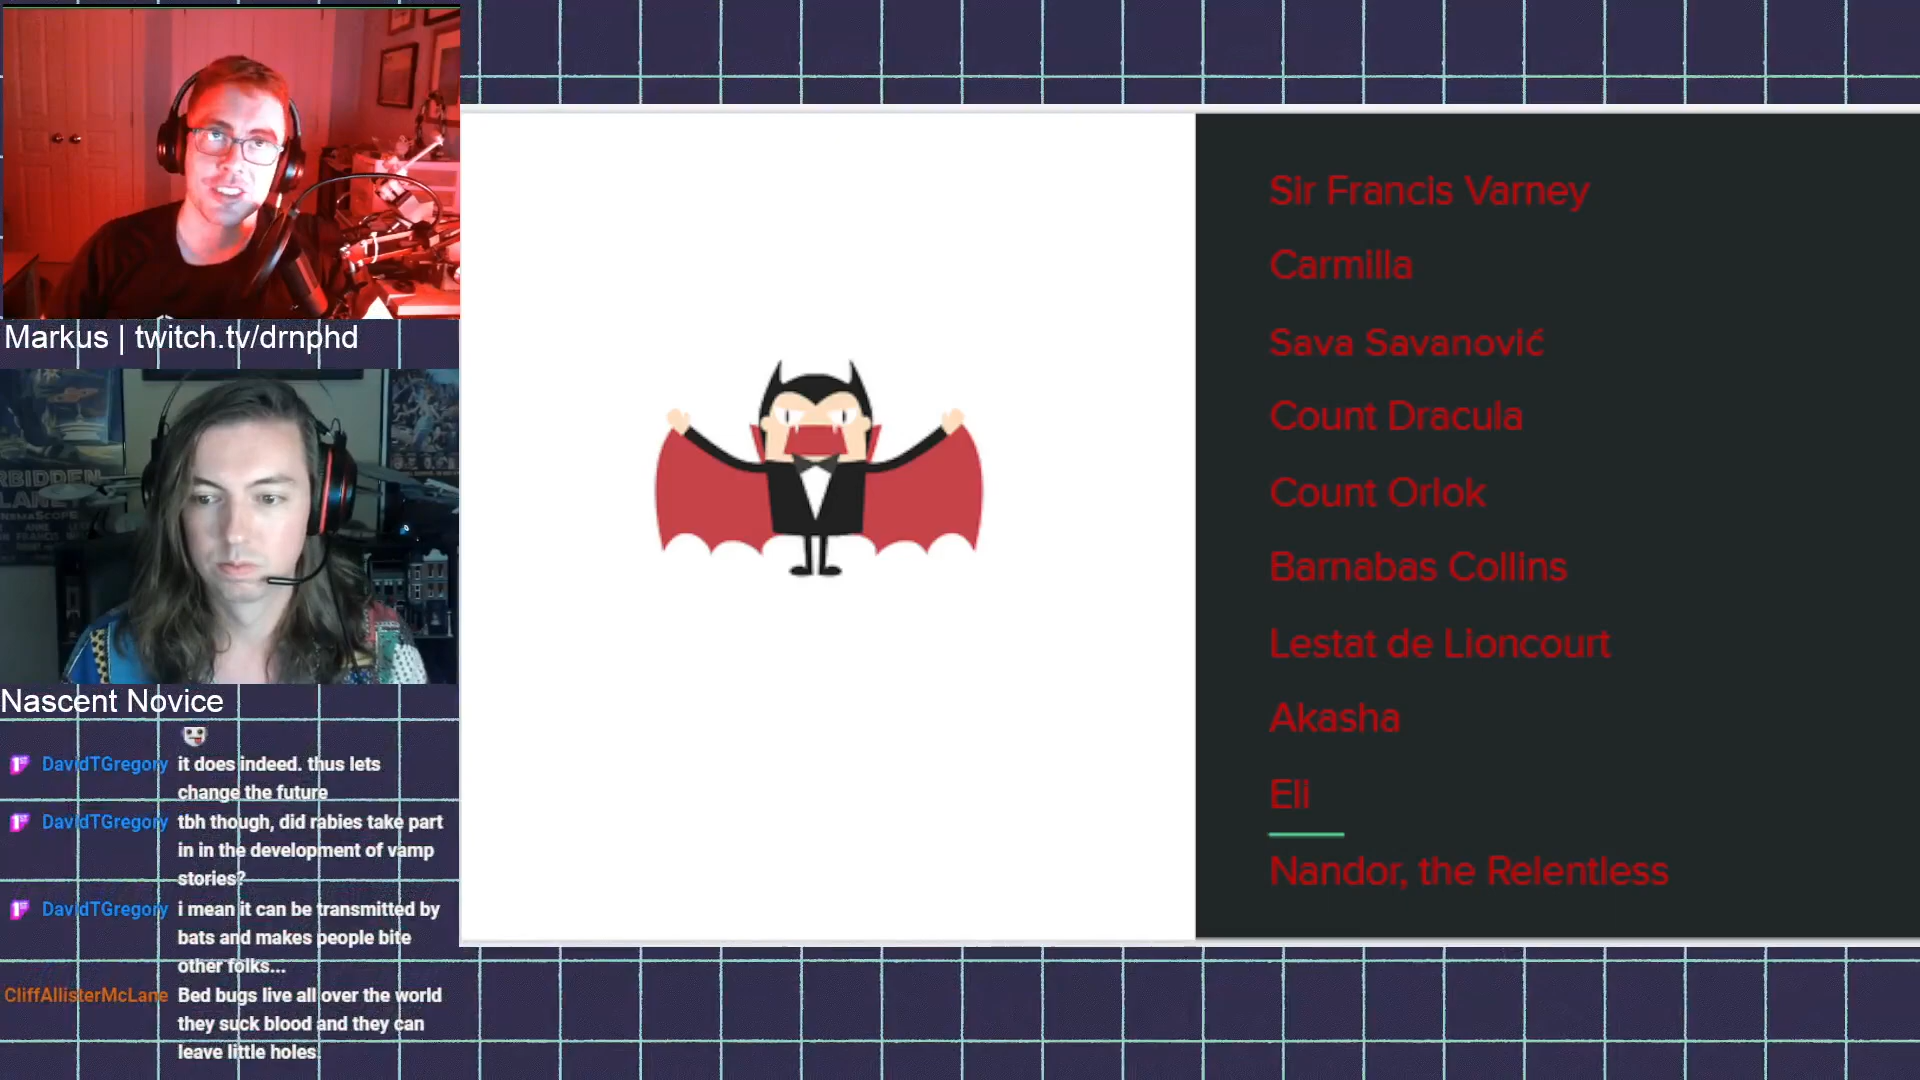 Markus | twitch.tv/drnphd
Nascent Novice
DavidTGregory it does indeed. thus lets
change the future
DavidTGregory tbh though, did rabies take part
in in the development of vamp
stories?
DavidTGregory i mean it can be transmitted by
bats and makes people bite
other folks...
CliffAllisterMcLane Bed bugs live all over the world
they suck blood and they can
leave little holes.
Sir Francis Varney
Carmilla
Sava Savanović
Count Dracula
Count Orlok
Barnabas Collins
Lestat de Lioncourt
Akasha
Eli
Nandor, the Relentless